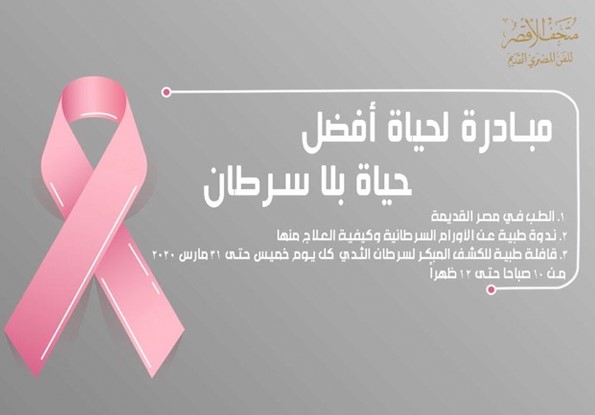 متحف الأقصر
للفن المصري القديم
مبادرة لحياة أفضل
حياة بلا سرطان
١. الطب في مصر القديمة
٢. ندوة طبية عن الأورام السرطانية وكيفية العلاج منها
٣. قافلة طبية للكشف المبكر لسرطان الثدي كل يوم خميس حتى ٣١ مارس ٢٠٢٠
من ١٠ صباحا حتى ١٢ ظهراً